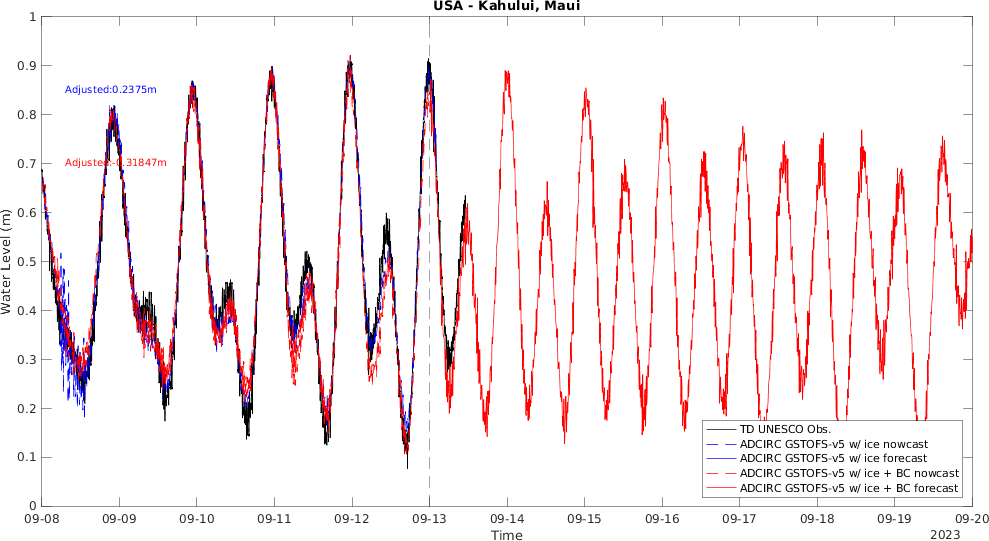 USA - Kahului, Maui
1
0.9
0.8
0.7
0.6
0.5
0.4
0.3
0.2
0.1
0
Water Level (m)
Adjusted:0.2375m
Adjusted:-0.31847m
TD UNESCO Obs.
ADCIRC GSTOFS-v5 w/ ice nowcast
ADCIRC GSTOFS-v5 w/ ice forecast
ADCIRC GSTOFS-v5 w/ ice + BC nowcast
ADCIRC GSTOFS-v5 w/ ice + BC forecast
09-08 09-09 09-10 09-11 09-12 09-13 09-14 09-15 09-16 09-17 09-18 09-19 09-20
Time
2023